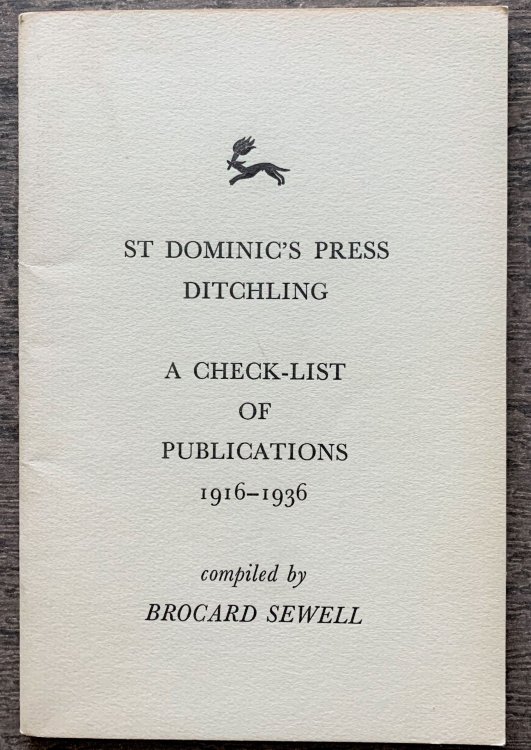 ST DOMINIC'S PRESS
DITCHLING
A CHECK-LIST
OF
PUBLICATIONS
1916–1936
compiled by
BROCARD SEWELL